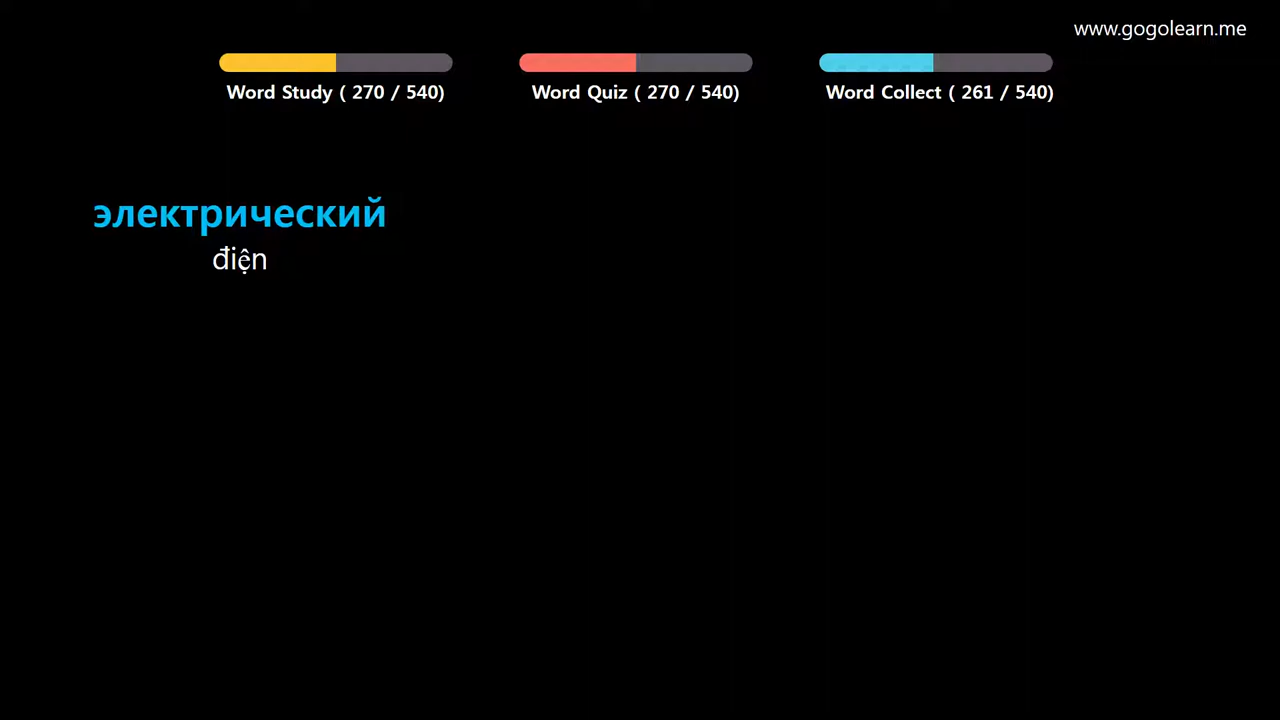 www.gogolearn.me
Word Study ( 270 / 540)
Word Quiz ( 270 / 540)
Word Collect ( 261 / 540)
электрический
điện